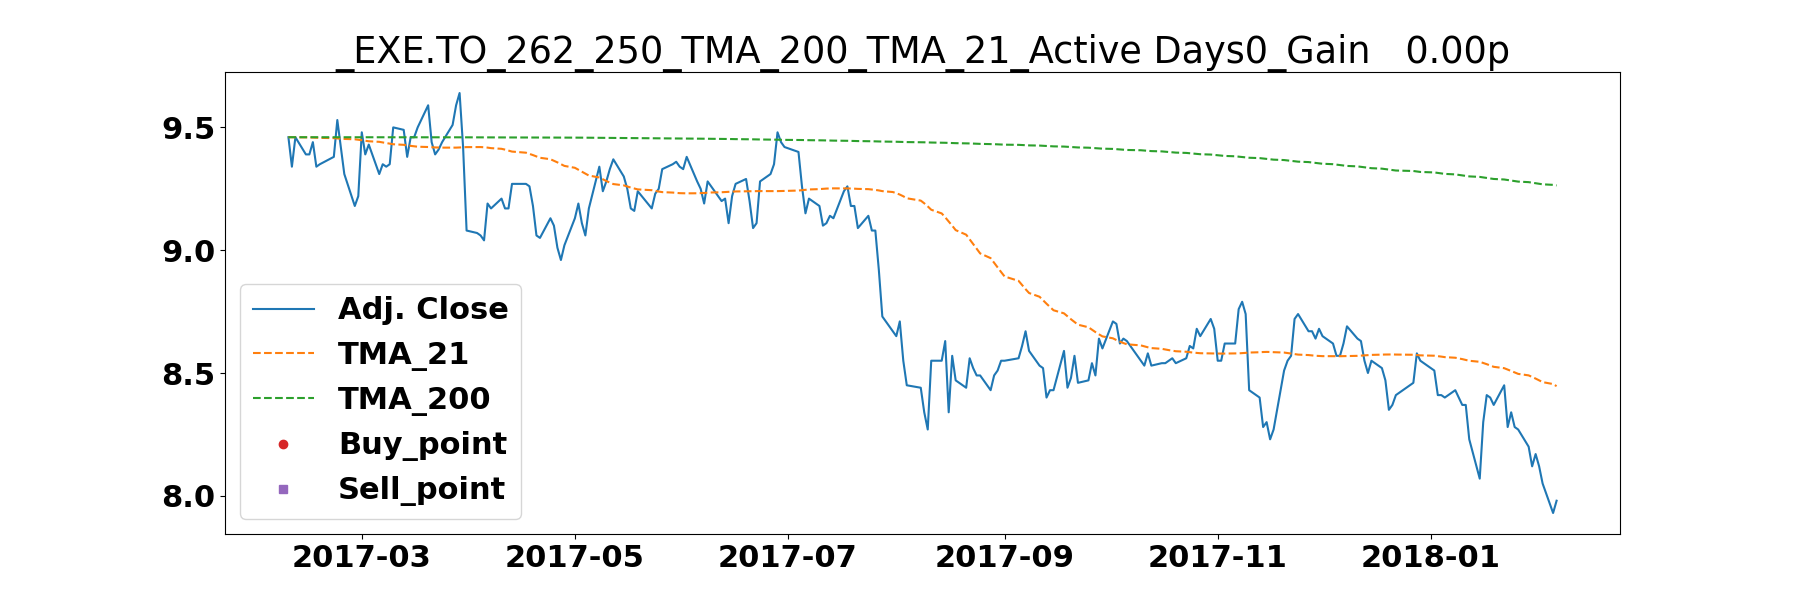 _EXE.TO_262_250_TMA_200_TMA_21_Active Days0_Gain   0.00p
9.5
9.0
8.5
8.0
Adj. Close
TMA_21
TMA_200
Buy_point
Sell_point
2017-03 2017-05 2017-07 2017-09 2017-11 2018-01